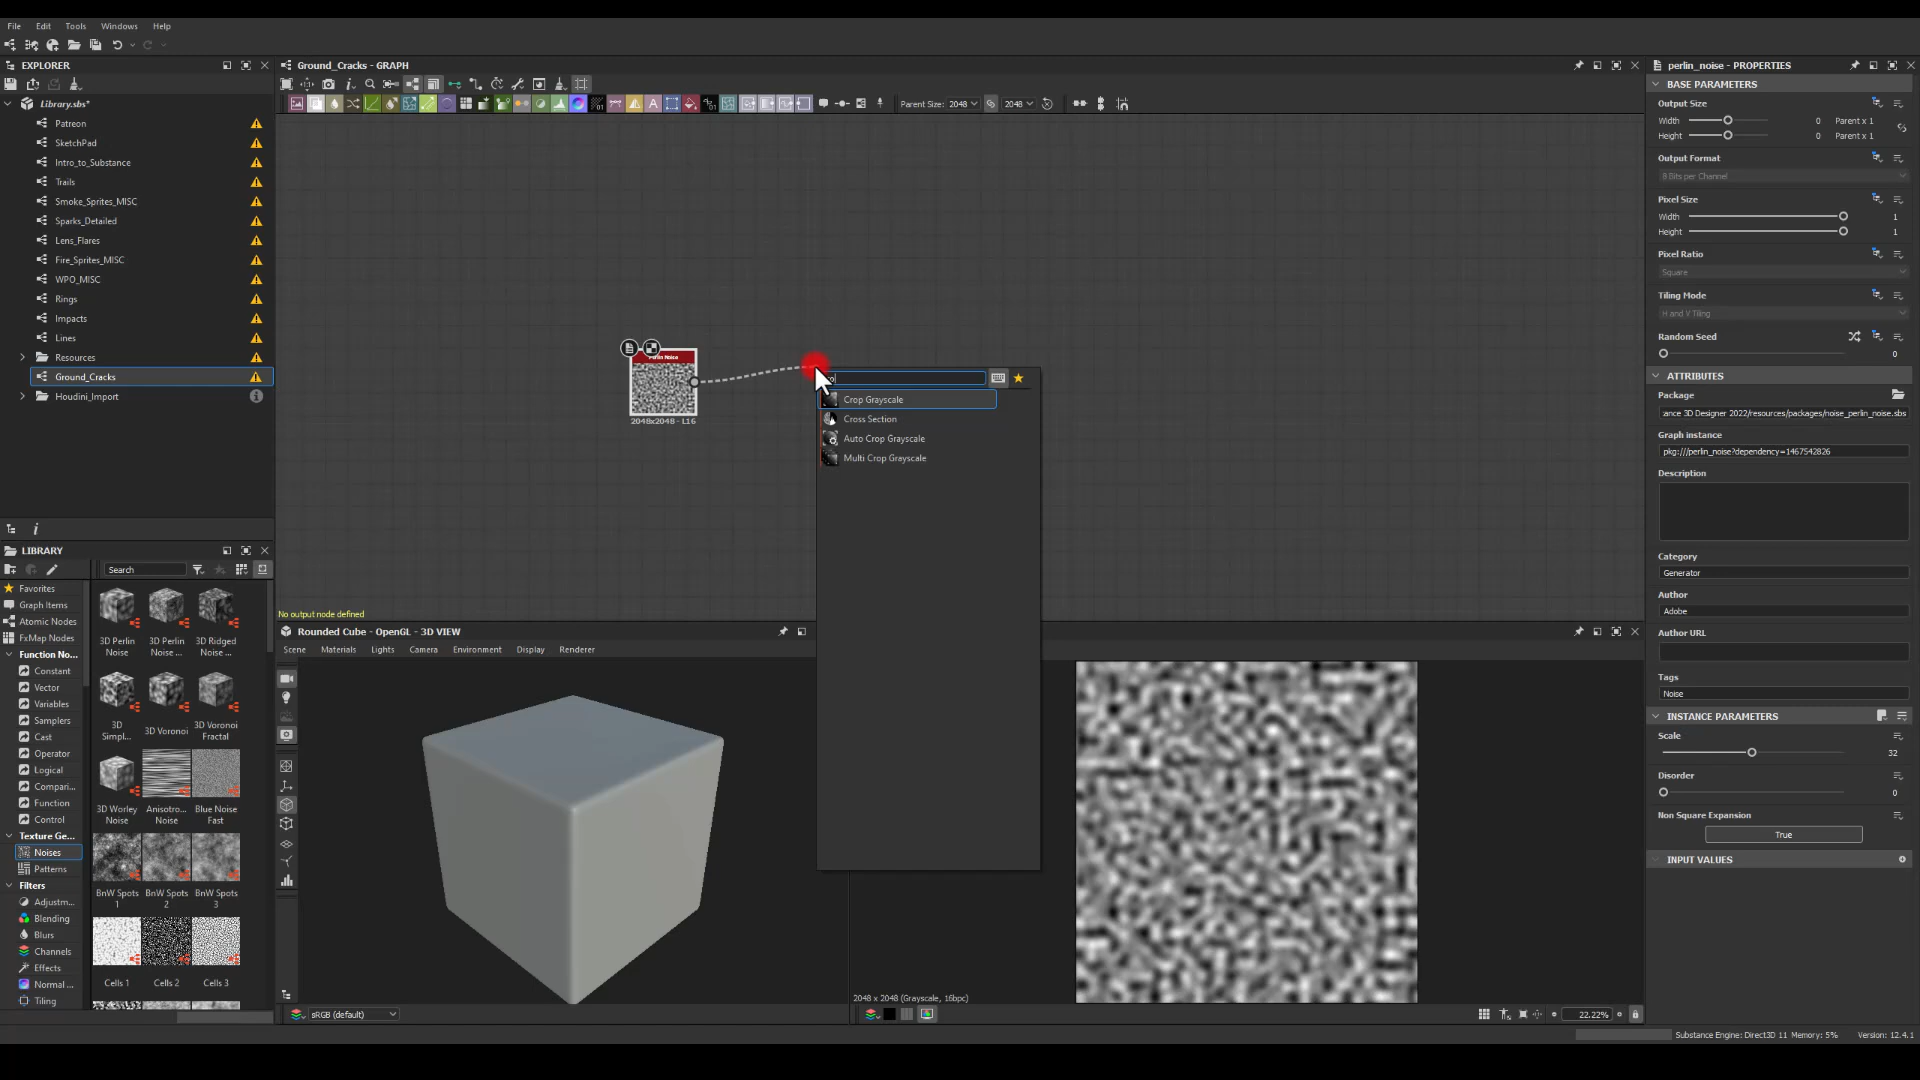 File Edit Tools Windows Help
EXPLORER
Library.sbs*
Patreon
SketchPad
Intro_to_Substance
Trails
Smoke_Sprites_MISC
Sparks_Detailed
Lens_Flares
Fire_Sprites_MISC
WPO_MISC
Rings
Impacts
Lines
Resources
Ground_Cracks
Houdini_Import
LIBRARY
Search
Favorites
Graph Items
Atomic Nodes
FxMap Nodes
Function No...
Constant
Vector
Variables
Samplers
Cast
Operator
Logical
Compari...
Function
Control
Texture Ge...
Noises
Patterns
Filters
Adjustm...
Blending
Blurs
Channels
Effects
Normal ...
Tiling
3D Perlin Noise
3D Perlin Noise ...
3D Ridged Noise ...
3D Simpl...
3D Voronoi
3D Voronoi Fractal
3D Worley Noise
Anisotro... Noise
Blue Noise Fast
BnW Spots 1
BnW Spots 2
BnW Spots 3
Cells 1
Cells 2
Cells 3
Ground_Cracks - GRAPH
Parent Size: 2048 2048
Perlin Noise
2048x2048 - L16
Crop Grayscale
Cross Section
Auto Crop Grayscale
Multi Crop Grayscale
No output node defined
Rounded Cube - OpenGL - 3D VIEW
Scene Materials Lights Camera Environment Display Renderer
sRGB (default)
2048 x 2048 (Grayscale, 16bpc)
22.22%
perlin_noise - PROPERTIES
BASE PARAMETERS
Output Size
Width 0 Parent x 1
Height 0 Parent x 1
Output Format
8 Bits per Channel
Pixel Size
Width 1
Height 1
Pixel Ratio
Square
Tiling Mode
H and V Tiling
Random Seed
0
ATTRIBUTES
Package
ance 3D Designer 2022/resources/packages/noise_perlin_noise.sbs
Graph instance
pkg:///perlin_noise?dependency=1467542826
Description
Category
Generator
Author
Adobe
Author URL
Tags
Noise
INSTANCE PARAMETERS
Scale
32
Disorder
0
Non Square Expansion
True
INPUT VALUES
Substance Engine: Direct3D 11 Memory: 5% Version: 12.4.1